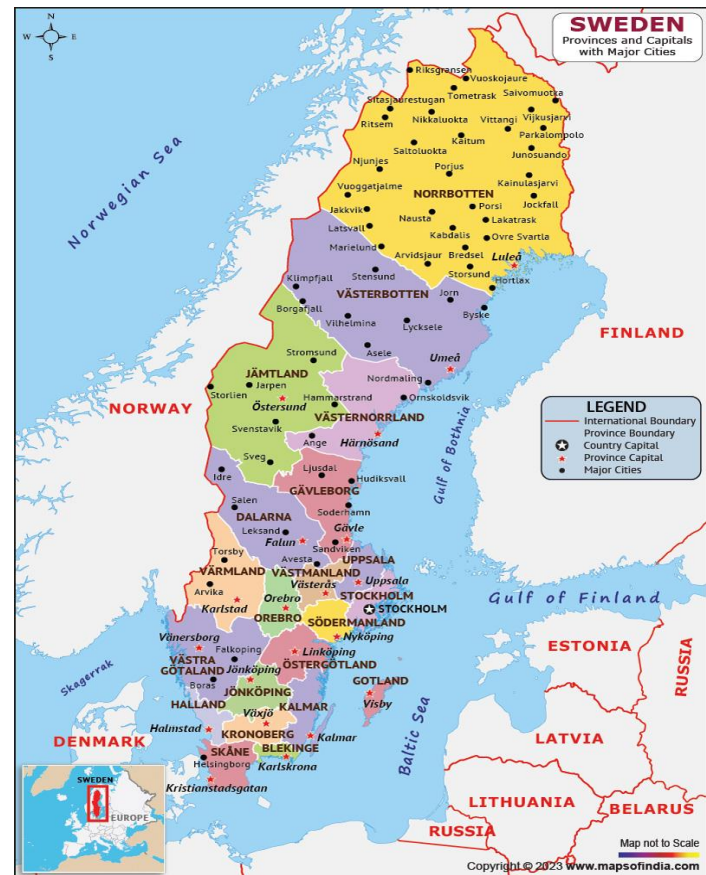 SWEDEN
Provinces and Capitals
with Major Cities
N
W
E
S
Norwegian Sea
Riksgransen
Vuoskojaure
Tometrask
Saivomuotka
Sitasjaurestugan
Nikkaluokta
Vittangi
Vijkusjarvi
Ritsem
Parkalompolo
Kaitum
Saltoluokta
Junosuando
Njunjes
Porjus
Kainulasjarvi
Vuoggatjalme
NORRBOTTEN
Jockfall
Jakkvik
Nausta
Porsi
Lakatrask
Latsvall
Kabdalis
Ovre Svartla
Marielund
Arvidsjaur
Bredsel
Luleå
Storsund
Hortlax
Klimpfjall
Stensund
VÄSTERBOTTEN
Jorn
Borgafjall
Byske
Vilhelmina
Lycksele
FINLAND
Stromsund
Asele
Umeå
JÄMTLAND
Nordmaling
Jarpen
Storlien
Hammarstrand
Ornskoldsvik
Östersund
NORWAY
VÄSTERNORRLAND
Svenstavik
Ange
Härnösand
Gulf of Bothnia
LEGEND
International Boundary
Province Boundary
Country Capital
Province Capital
Major Cities
Sveg
Idre
Ljusdal
Hudiksvall
GÄVLEBORG
Salen
Soderhamn
DALARNA
Leksand
Falun
Gävle
Sandviken
Torsby
Avesta
UPPSALA
VÄRMLAND
VÄSTMANLAND
Västerås
Uppsala
Arvika
Orebro
STOCKHOLM
Karlstad
STOCKHOLM
OREBRO
SÖDERMANLAND
Gulf of Finland
Vänersborg
Nyköping
Falkoping
Linköping
VÄSTRA
GÖTALAND
Jönköping
ÖSTERGÖTLAND
Skagerrak
Boras
JÖNKÖPING
GOTLAND
Visby
HALLAND
Växjö
KALMAR
Halmstad
KRONOBERG
Kalmar
DENMARK
SKÅNE
BLEKINGE
Helsingborg
Karlskrona
Kristianstadsgatan
Baltic Sea
ESTONIA
RUSSIA
LATVIA
LITHUANIA
BELARUS
RUSSIA
SWEDEN
EUROPE
Map not to Scale
Copyright © 2023 www.mapsofindia.com